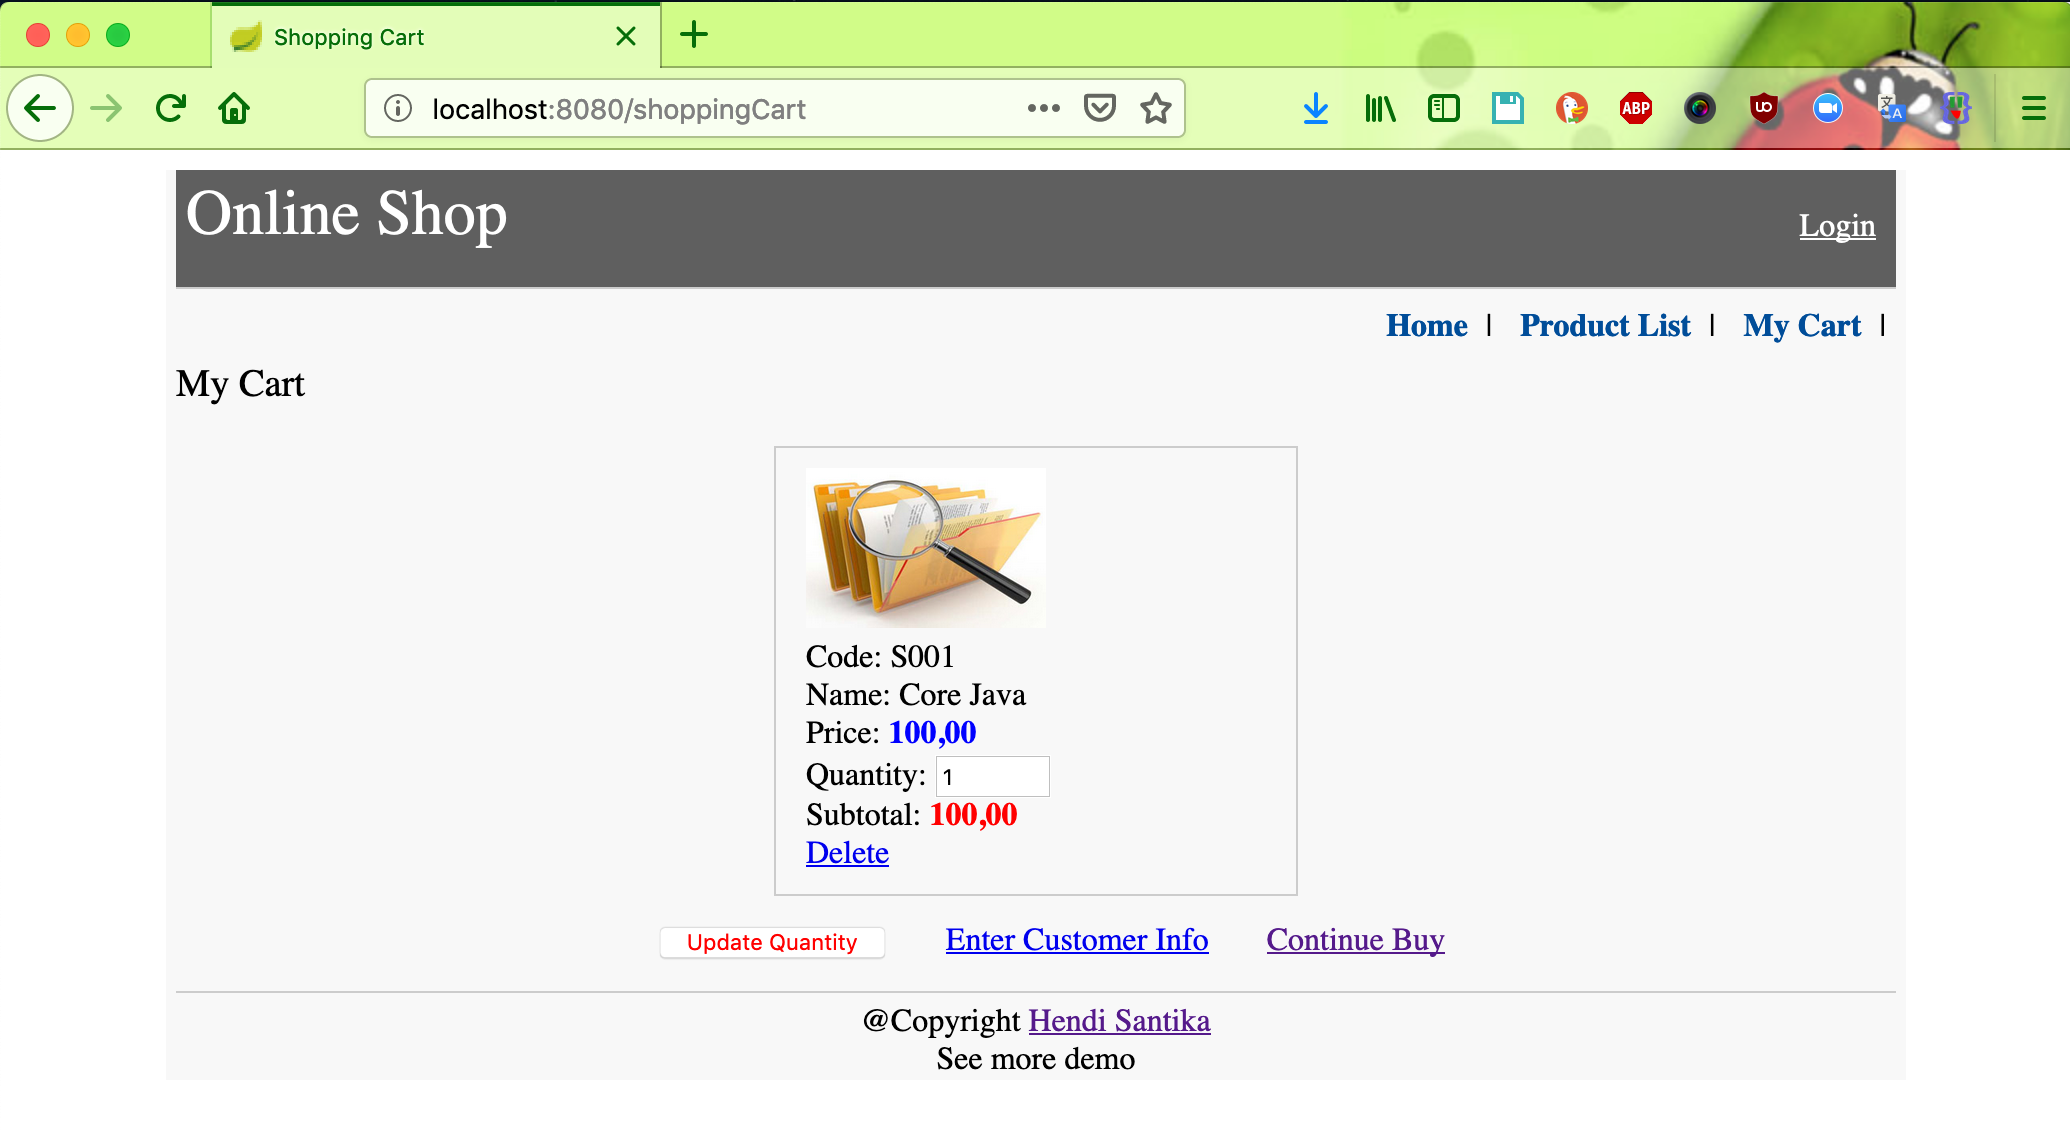 Shopping Cart
localhost:8080/shoppingCart
ABP
Online Shop
Login
Home | Product List | My Cart |
My Cart
Code: S001
Name: Core Java
Price: 100,00
Quantity: 1
Subtotal: 100,00
Delete
Update Quantity Enter Customer Info Continue Buy
@Copyright Hendi Santika
See more demo